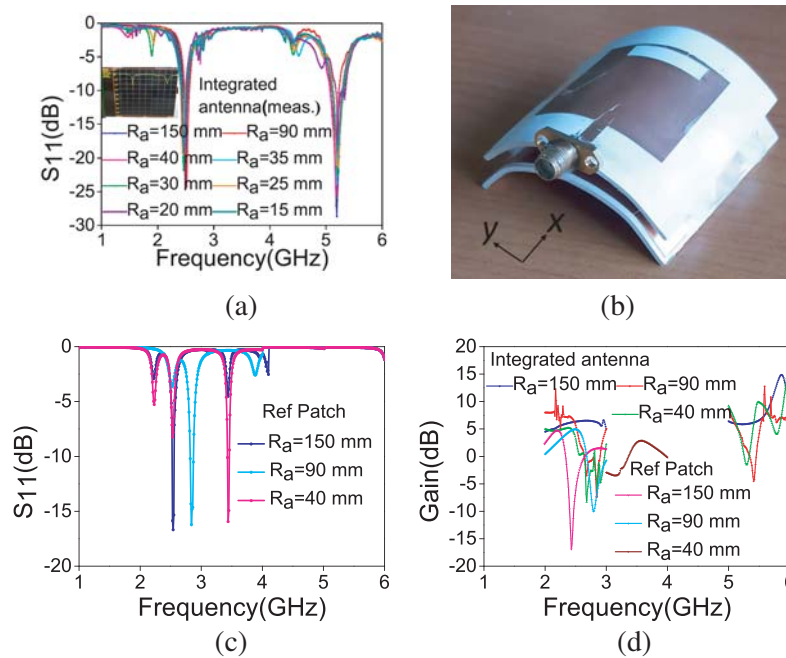 0
-5
-10
-15
-20
-25
-30
S11(dB)
Integrated
antenna(meas.)
Ra=150 mm Ra=90 mm
Ra=40 mm Ra=35 mm
Ra=30 mm Ra=25 mm
Ra=20 mm Ra=15 mm
1 2 3 4 5 6
Frequency(GHz)
(a)
y x
(b)
0
-5
-10
-15
-20
S11(dB)
Ref Patch
Ra=150 mm
Ra=90 mm
Ra=40 mm
1 2 3 4 5 6
Frequency(GHz)
(c)
20
15
10
5
0
-5
-10
-15
-20
Gain(dB)
Integrated antenna
Ra=150 mm Ra=90 mm
Ra=40 mm
Ref Patch
Ra=150 mm
Ra=90 mm
Ra=40 mm
1 2 3 4 5 6
Frequency(GHz)
(d)